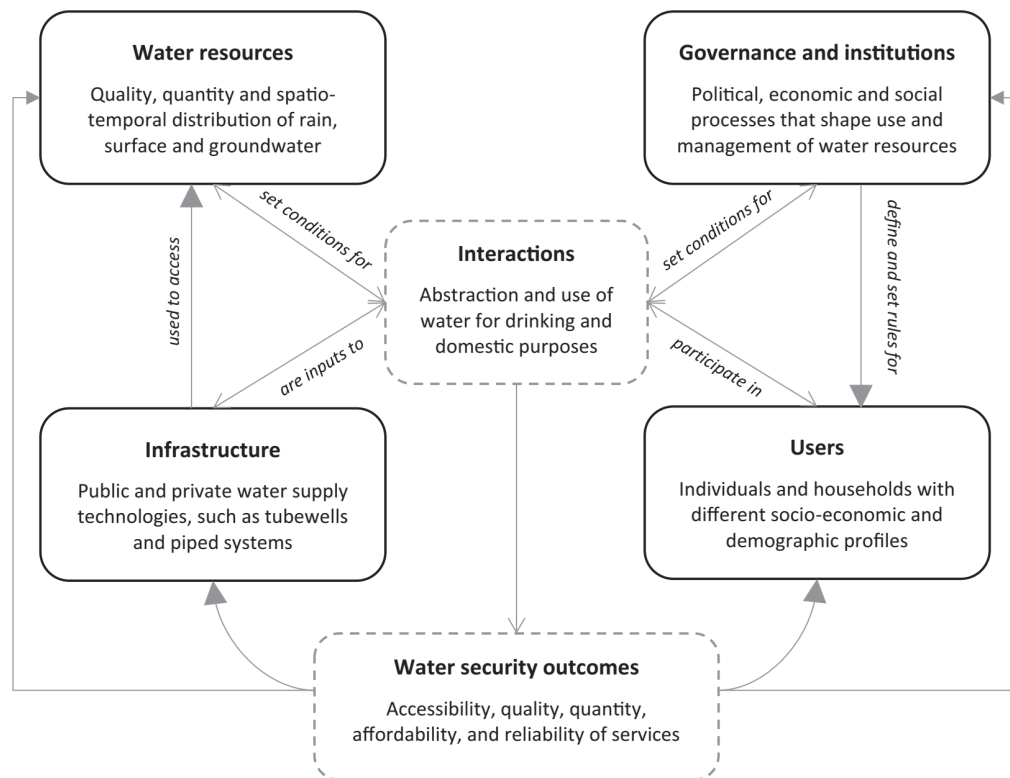 Water resources
Quality, quantity and spatio-
temporal distribution of rain,
surface and groundwater
Governance and institutions
Political, economic and social
processes that shape use and
management of water resources
set conditions for
set conditions for
used to access
define and set rules for
Interactions
Abstraction and use of
water for drinking and
domestic purposes
are inputs to
participate in
Infrastructure
Public and private water supply
technologies, such as tubewells
and piped systems
Users
Individuals and households with
different socio-economic and
demographic profiles
Water security outcomes
Accessibility, quality, quantity,
affordability, and reliability of services